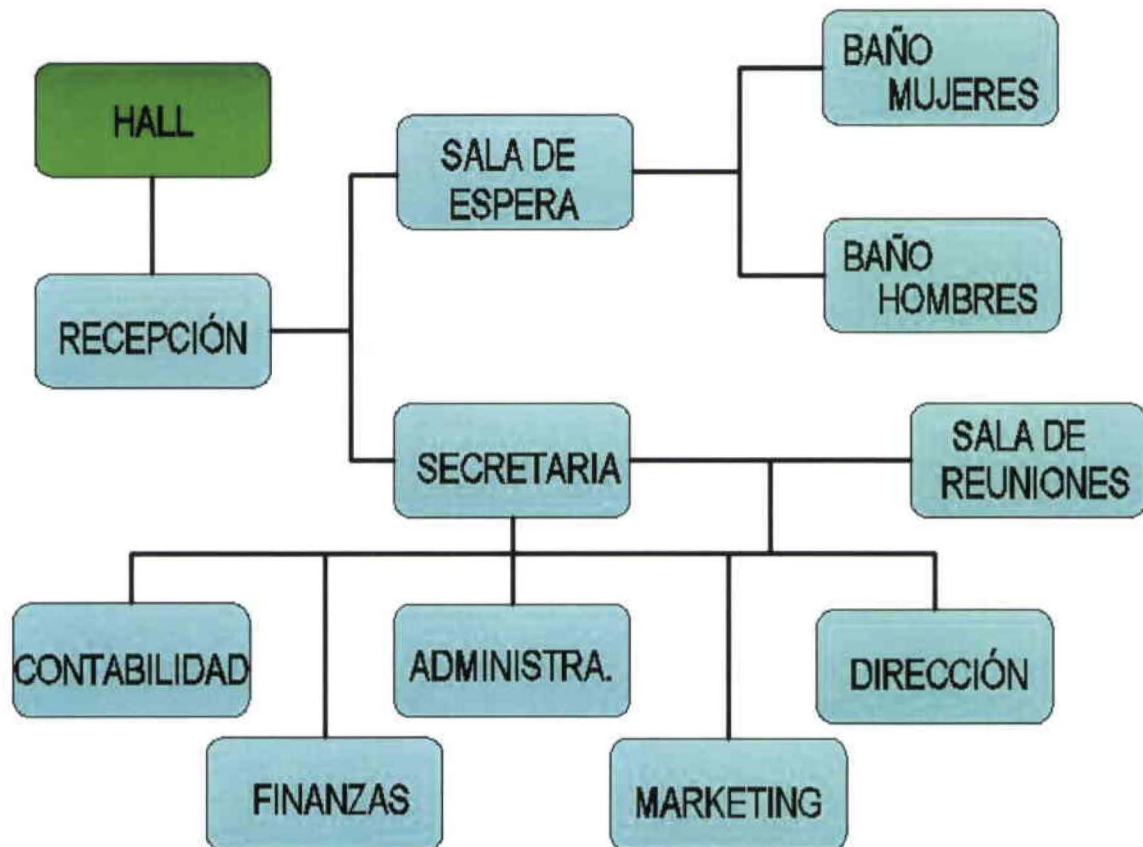 HALL
RECEPCIÓN
SALA DE
ESPERA
BAÑO
MUJERES
BAÑO
HOMBRES
SECRETARIA
SALA DE
REUNIONES
CONTABILIDAD
FINANZAS
ADMINISTRA.
MARKETING
DIRECCIÓN